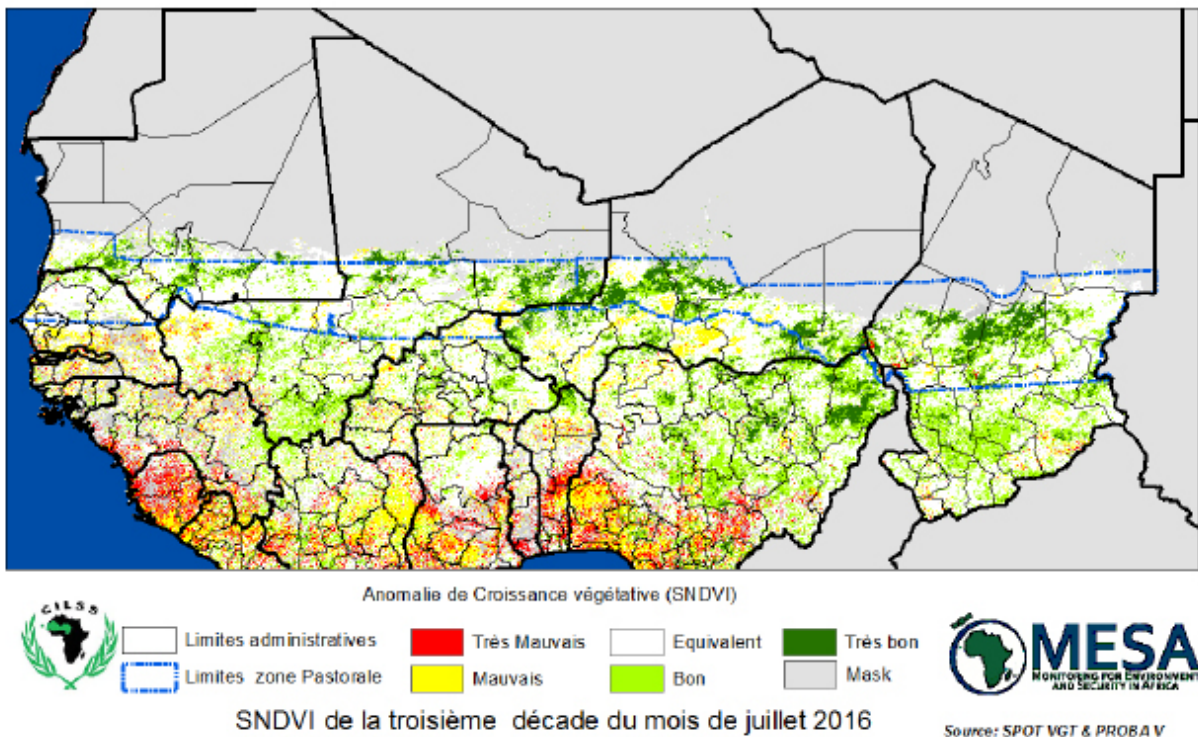 Anomalie de Croissance végétative (SNDVI)
CILSS
Limites administratives
Très Mauvais
Equivalent
Très bon
Limites zone Pastorale
Mauvais
Bon
Mask
MESA
MONITORING FOR ENVIRONMENT
AND SECURITY IN AFRICA
SNDVI de la troisième décade du mois de juillet 2016
Source: SPOT VGT & PROBA V